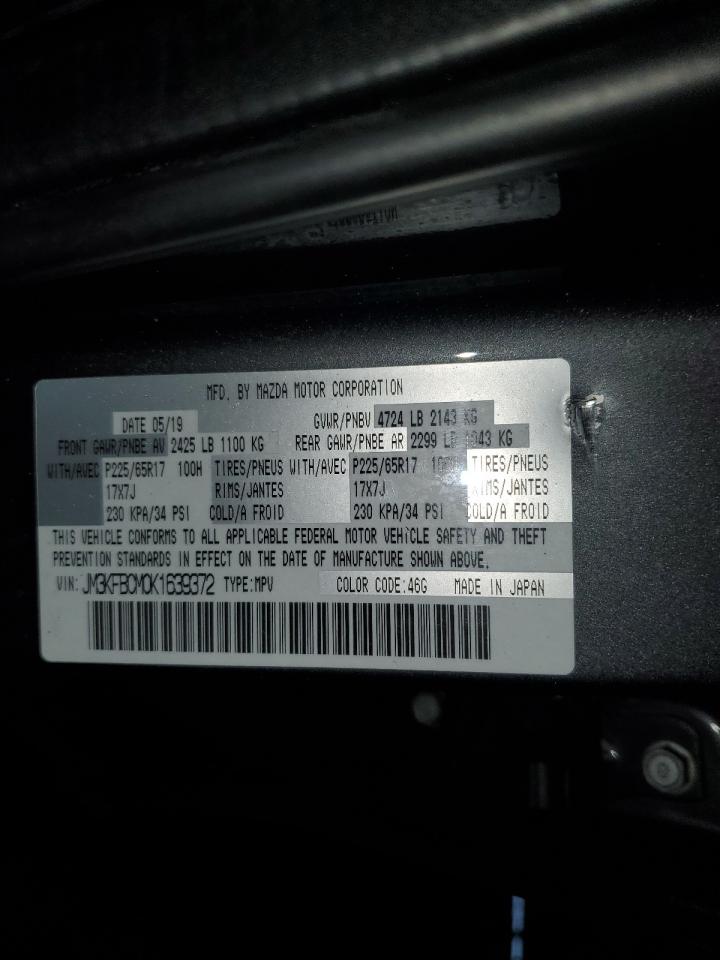 MFD. BY MAZDA MOTOR CORPORATION
DATE 05/19 GVWR/PNBV 4724 LB 2143 KG
FRONT GAWR/PNBE AV 2425 LB 1100 KG REAR GAWR/PNBE AR 2299 LB 1043 KG
WITH/AVEC P225/65R17 100H TIRES/PNEUS WITH/AVEC P225/65R17 TIRES/PNEUS
17X7J RIMS/JANTES 17X7J RIMS/JANTES
230 KPA/34 PSI COLD/A FROID 230 KPA/34 PSI COLD/A FROID
THIS VEHICLE CONFORMS TO ALL APPLICABLE FEDERAL MOTOR VEHICLE SAFETY AND THEFT
PREVENTION STANDARDS IN EFFECT ON THE DATE OF MANUFACTURE SHOWN ABOVE.
VIN: JM3KFBCM0K1639372 TYPE:MPV COLOR CODE:46G MADE IN JAPAN